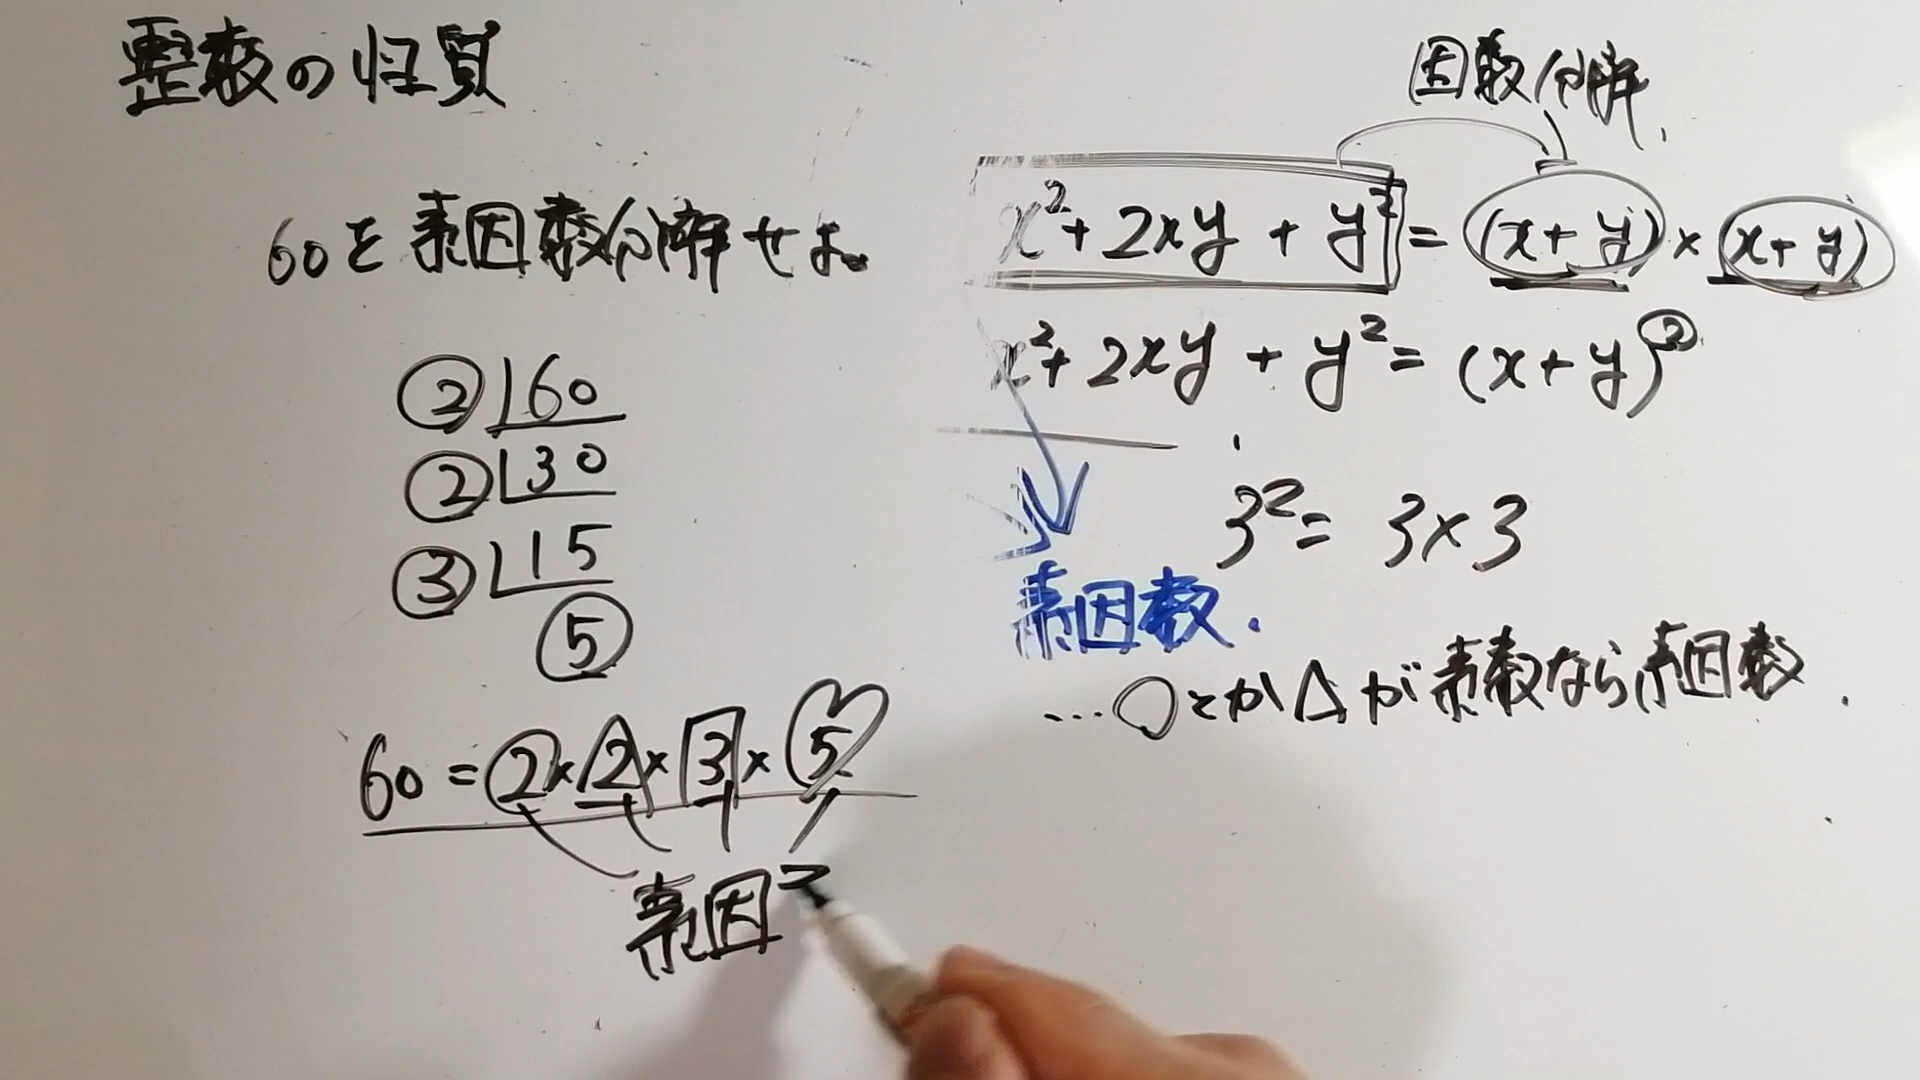 整数の性質
60を素因数分解せよ。
2 60
2 30
3 15
5
60 = 2 × 2 × 3 × 5
素因
因数分解.
x² + 2xy + y² = (x + y) × (x + y)
x² + 2xy + y² = (x + y)²
3² = 3 × 3
素因数.
…○とか△が素数なら素因数.